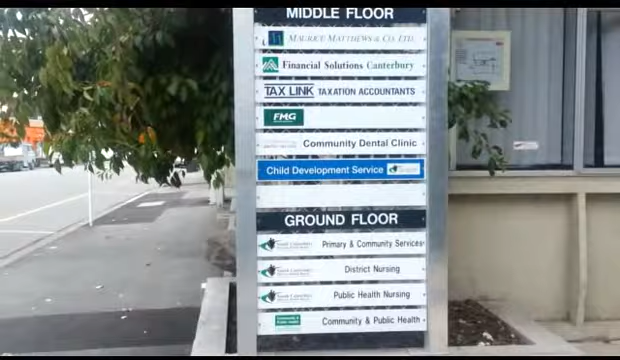 MIDDLE FLOOR
MAURICE MATTHEWS & CO. LTD.
Financial Solutions Canterbury
TAX LINK TAXATION ACCOUNTANTS
FMG
Community Dental Clinic
Child Development Service
GROUND FLOOR
Primary & Community Services
District Nursing
Public Health Nursing
Community & Public Health